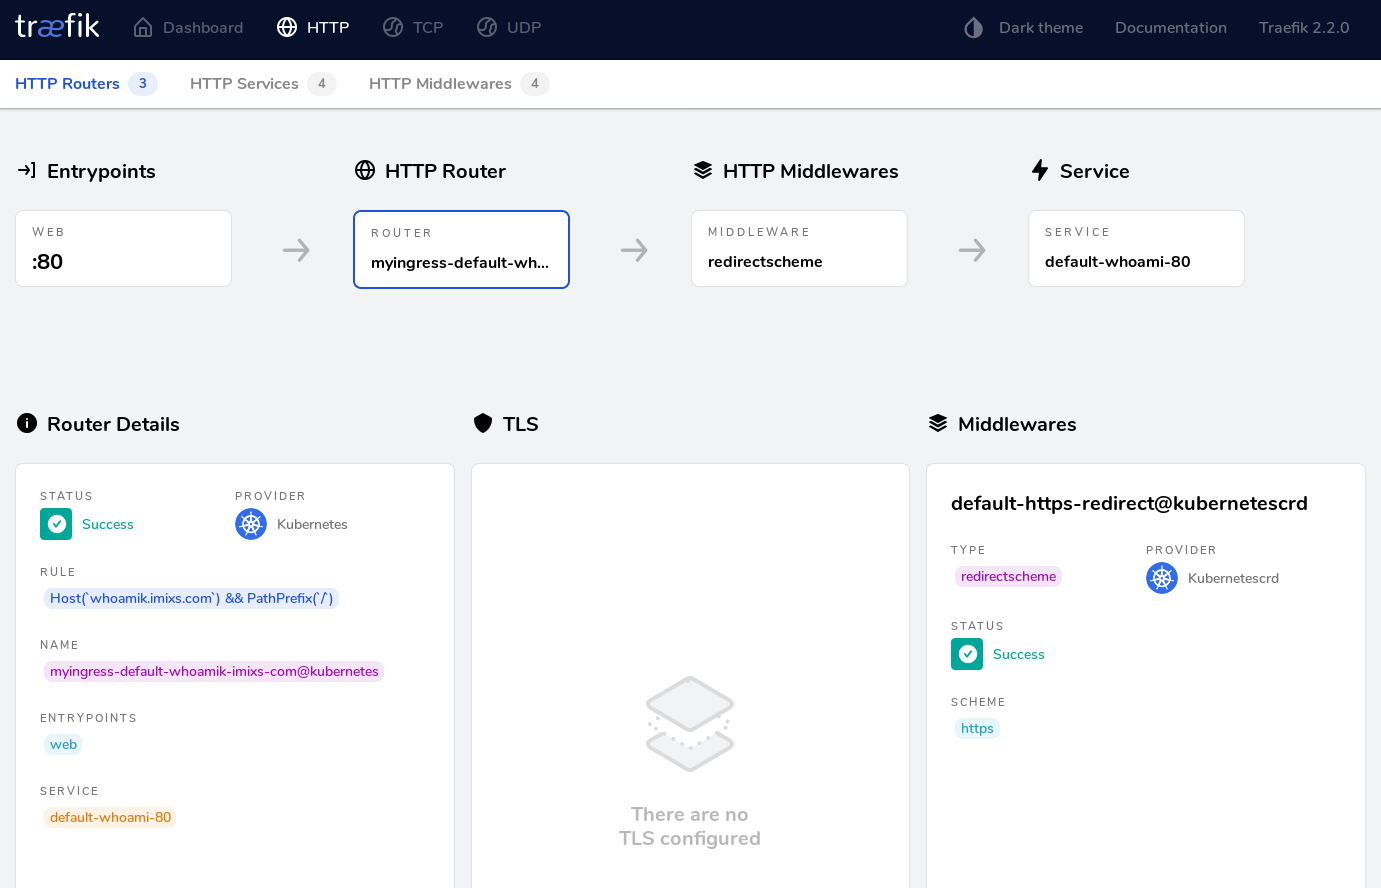 træfik Dashboard HTTP TCP UDP Dark theme Documentation Traefik 2.2.0
HTTP Routers 3 HTTP Services 4 HTTP Middlewares 4
Entrypoints HTTP Router HTTP Middlewares Service
WEB ROUTER MIDDLEWARE SERVICE
:80 myingress-default-wh... redirectscheme default-whoami-80
Router Details TLS Middlewares
STATUS PROVIDER
Success Kubernetes
RULE
Host(`whoamik.imixs.com`) && PathPrefix(`/`)
NAME
myingress-default-whoamik-imixs-com@kubernetes
ENTRYPOINTS
web
SERVICE
default-whoami-80
There are no
TLS configured
default-https-redirect@kubernetescrd
TYPE PROVIDER
redirectscheme Kubernetescrd
STATUS
Success
SCHEME
https